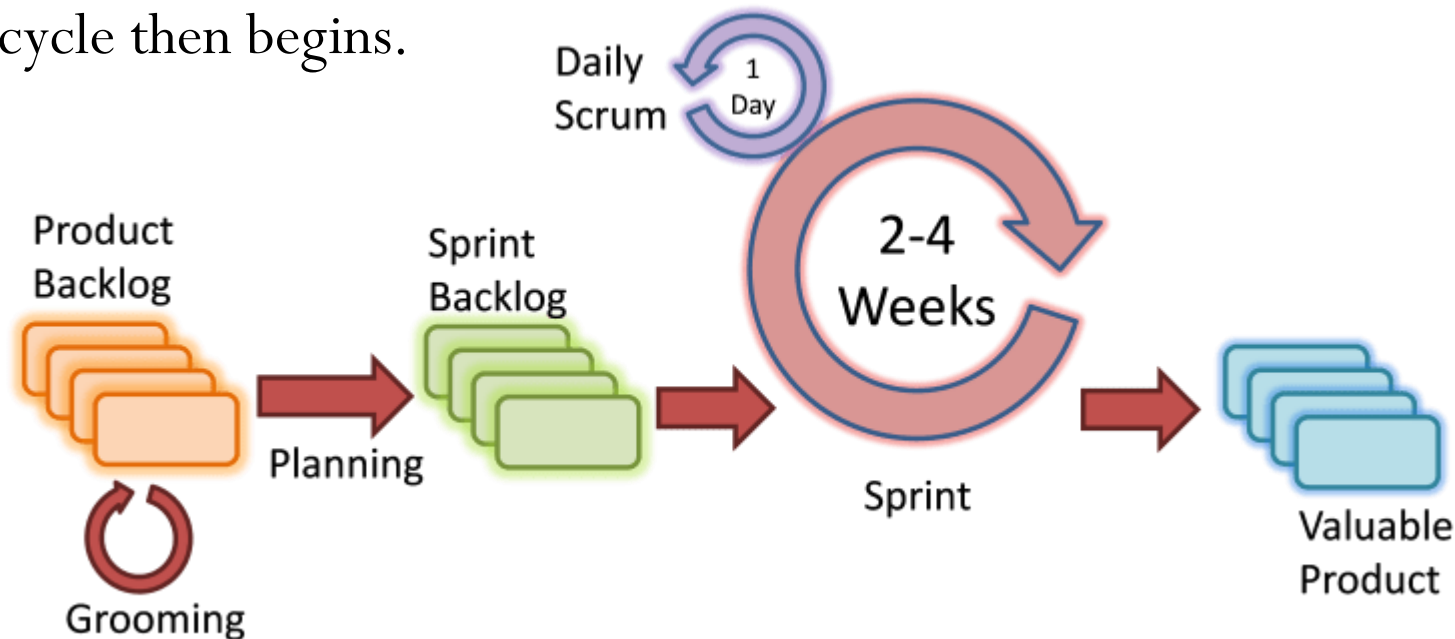 cycle then begins.
Daily
Scrum
1
Day
Product
Backlog
Sprint
Backlog
2-4
Weeks
Planning
Sprint
Valuable
Product
Grooming